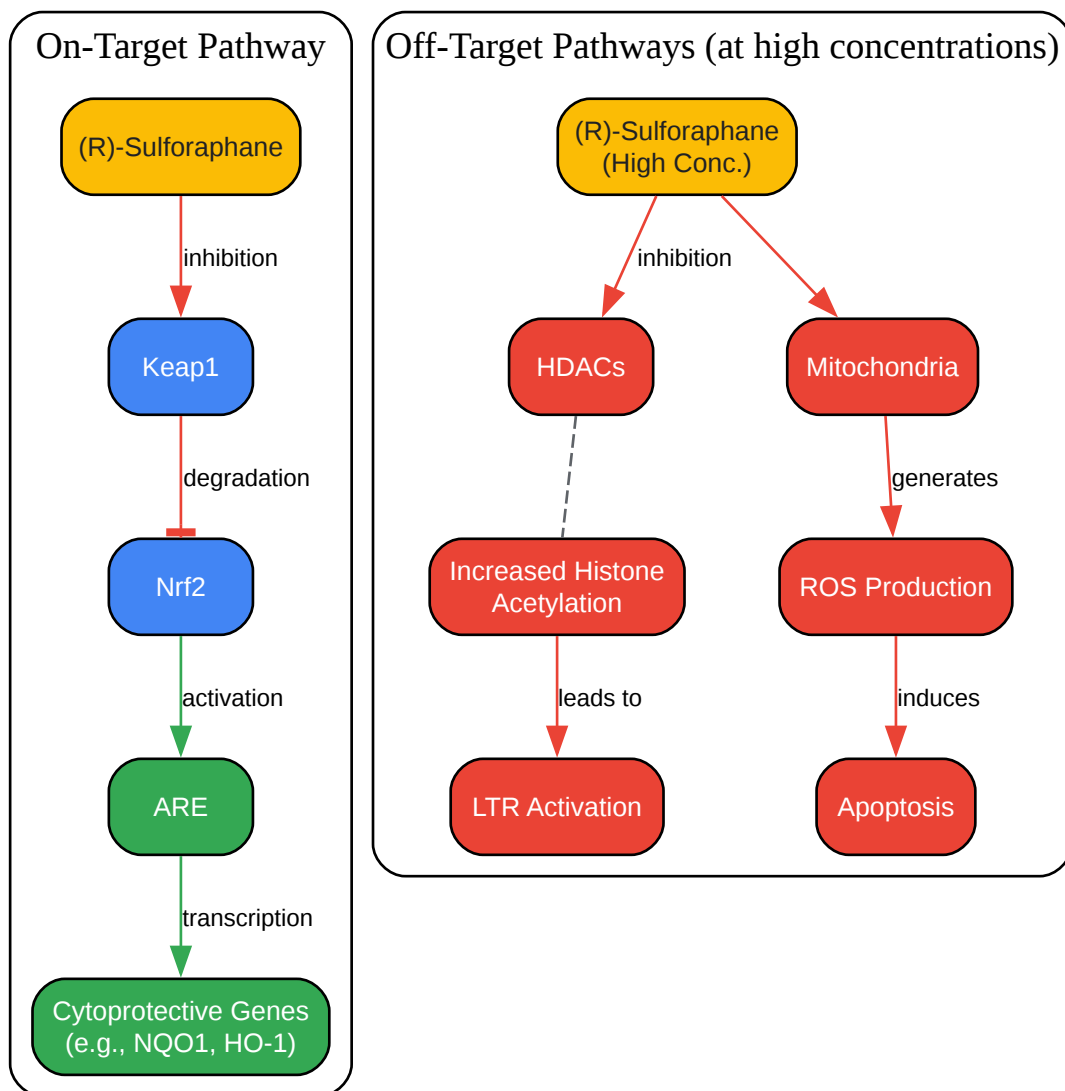 On-Target Pathway
(R)-Sulforaphane
inhibition
Keap1
degradation
Nrf2
activation
ARE
transcription
Cytoprotective Genes
(e.g., NQO1, HO-1)
Off-Target Pathways (at high concentrations)
(R)-Sulforaphane
(High Conc.)
inhibition
HDACs
Mitochondria
generates
Increased Histone
Acetylation
ROS Production
leads to
induces
LTR Activation
Apoptosis